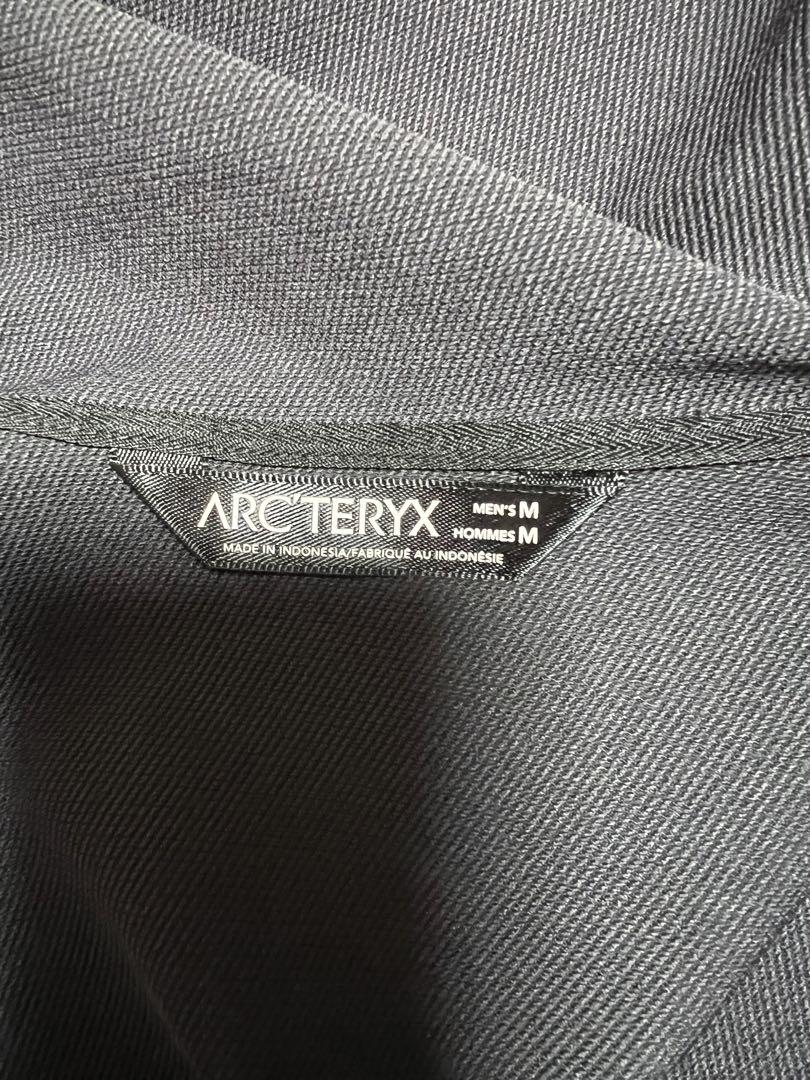 ARC'TERYX
MEN'S M
HOMMES M
MADE IN INDONESIA/FABRIQUÉ AU INDONÉSIE